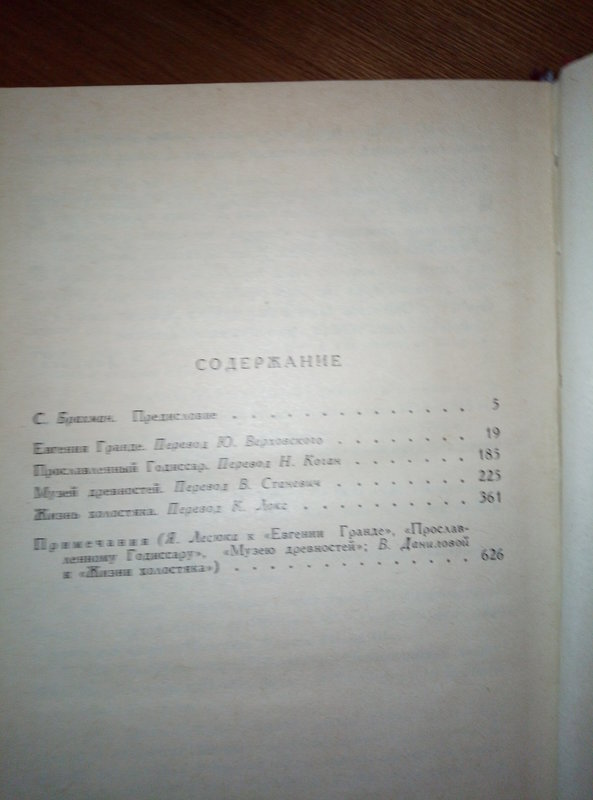 СОДЕРЖАНИЕ
С. Брахман. Предисловие . . . . . . . . . . . . . . 5
Евгения Гранде. Перевод Ю. Верховского . . . . . . . 19
Прославленный Годиссар. Перевод Н. Коган . . . . . . 185
Музей древностей. Перевод В. Станевич . . . . . . . 225
Жизнь холостяка. Перевод К. Локс . . . . . . . . . 361
Примечания (Я. Лесюка к «Евгении Гранде», «Прослав-
ленному Годиссару», «Музею древностей»; В. Даниловой
к «Жизни холостяка») . . . . . . . . . . . . . . 626